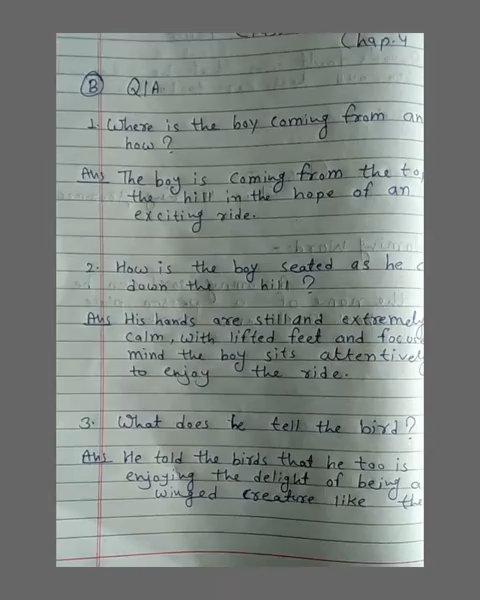 Chap.4
B Q/A
1. Where is the boy coming from an
how?
Ans The boy is coming from the to
the hill in the hope of an
exciting ride.
2. How is the boy seated as he
down the hill?
Ans His hands are still and extremely
calm, with lifted feet and focus
mind the boy sits attentively
to enjoy the ride.
3. What does he tell the bird?
Ans He told the birds that he too is
enjoying the delight of being a
winged creature like the